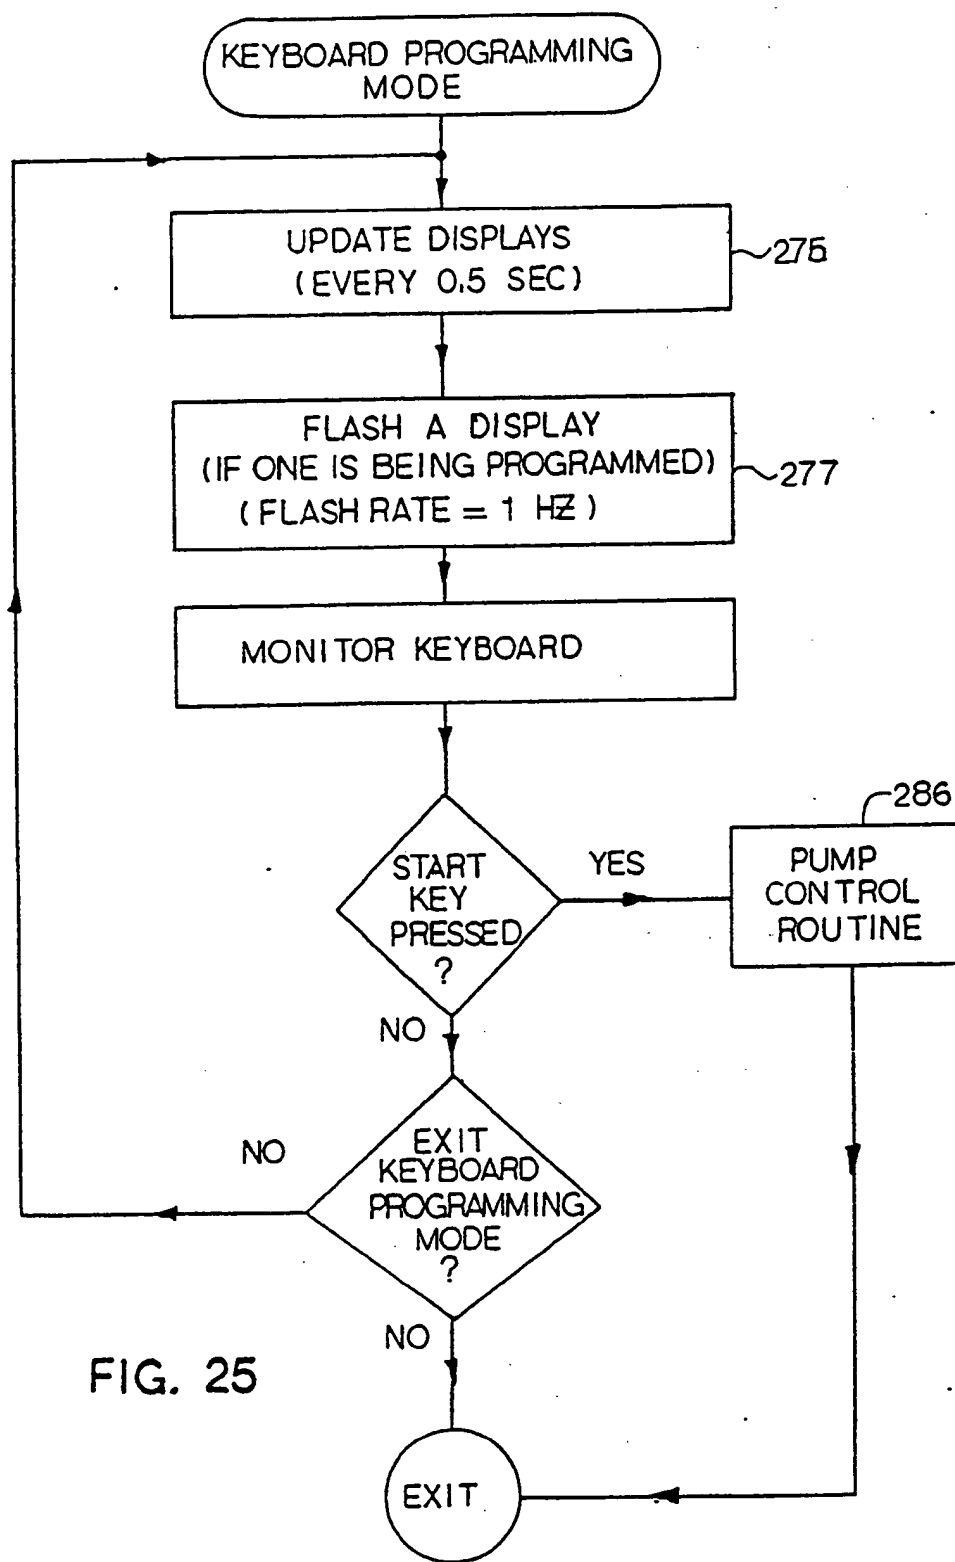 KEYBOARD PROGRAMMING
MODE
UPDATE DISPLAYS
(EVERY 0.5 SEC)
275
FLASH A DISPLAY
(IF ONE IS BEING PROGRAMMED)
(FLASH RATE = 1 HZ)
277
MONITOR KEYBOARD
START
KEY
PRESSED
?
YES
286
PUMP
CONTROL
ROUTINE
NO
EXIT
KEYBOARD
PROGRAMMING
MODE
?
NO
NO
FIG. 25
EXIT